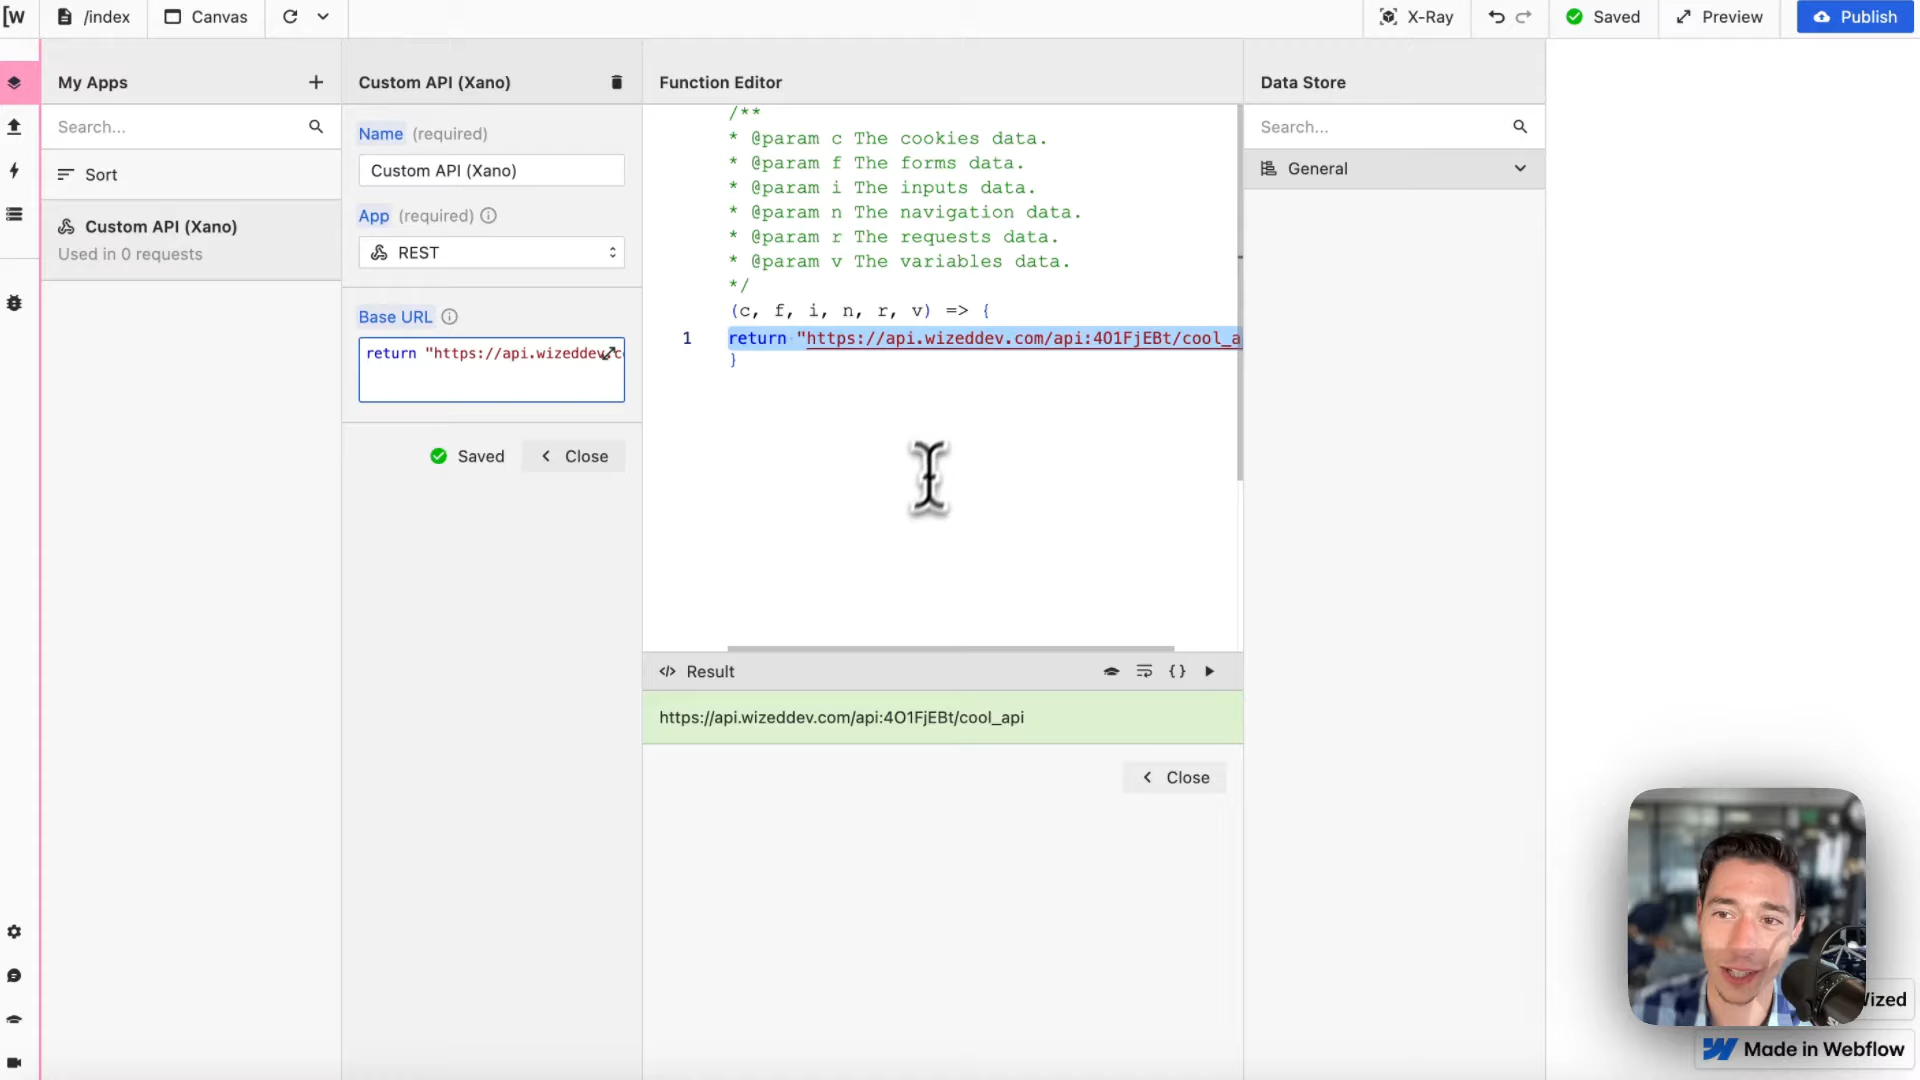 [W
/index
Canvas
X-Ray
Saved
Preview
Publish
My Apps
Search...
Sort
Custom API (Xano)
Used in 0 requests
Custom API (Xano)
Name (required)
Custom API (Xano)
App (required)
REST
Base URL
return "https://api.wizeddev.c
Saved
Close
Function Editor
/**
* @param c The cookies data.
* @param f The forms data.
* @param i The inputs data.
* @param n The navigation data.
* @param r The requests data.
* @param v The variables data.
*/
(c, f, i, n, r, v) => {
1 return "https://api.wizeddev.com/api:4O1FjEBt/cool_a
}
</> Result
{}
https://api.wizeddev.com/api:4O1FjEBt/cool_api
Close
Data Store
Search...
General
Wized
Made in Webflow